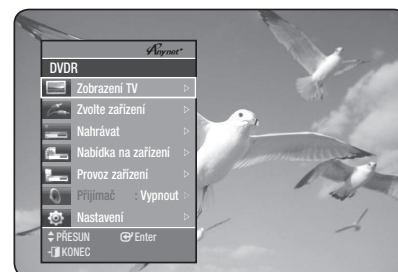 Anynet+
DVDR
Zobrazení TV
Zvolte zařízení
Nahrávat
Nabídka na zařízení
Provoz zařízení
Přijímač : Vypnout
Nastavení
PŘESUN Enter
KONEC